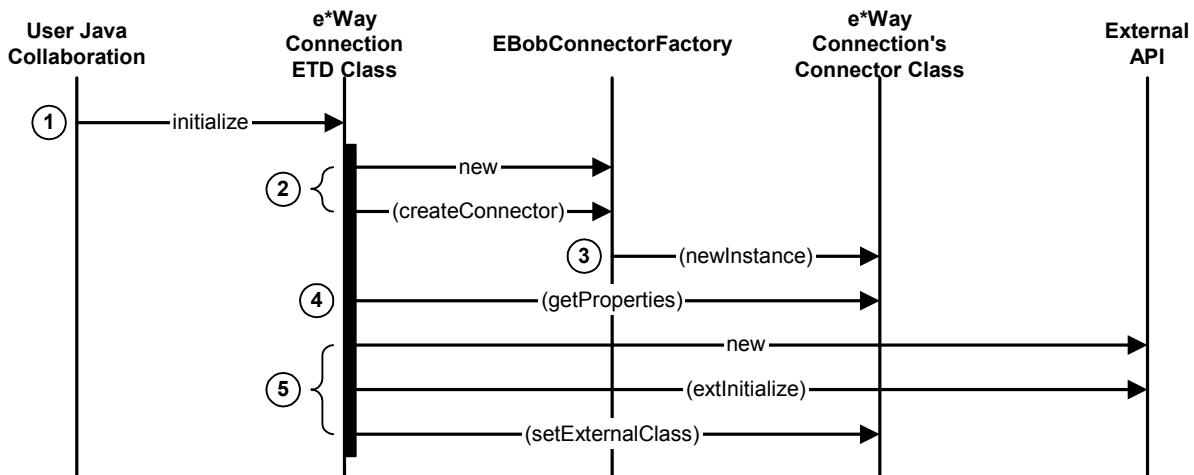 User Java
Collaboration
e*Way
Connection
ETD Class
EBobConnectorFactory
e*Way
Connection's
Connector Class
External
API
1
initialize
2
new
(createConnector)
3
(newInstance)
4
(getProperties)
5
new
(extInitialize)
(setExternalClass)